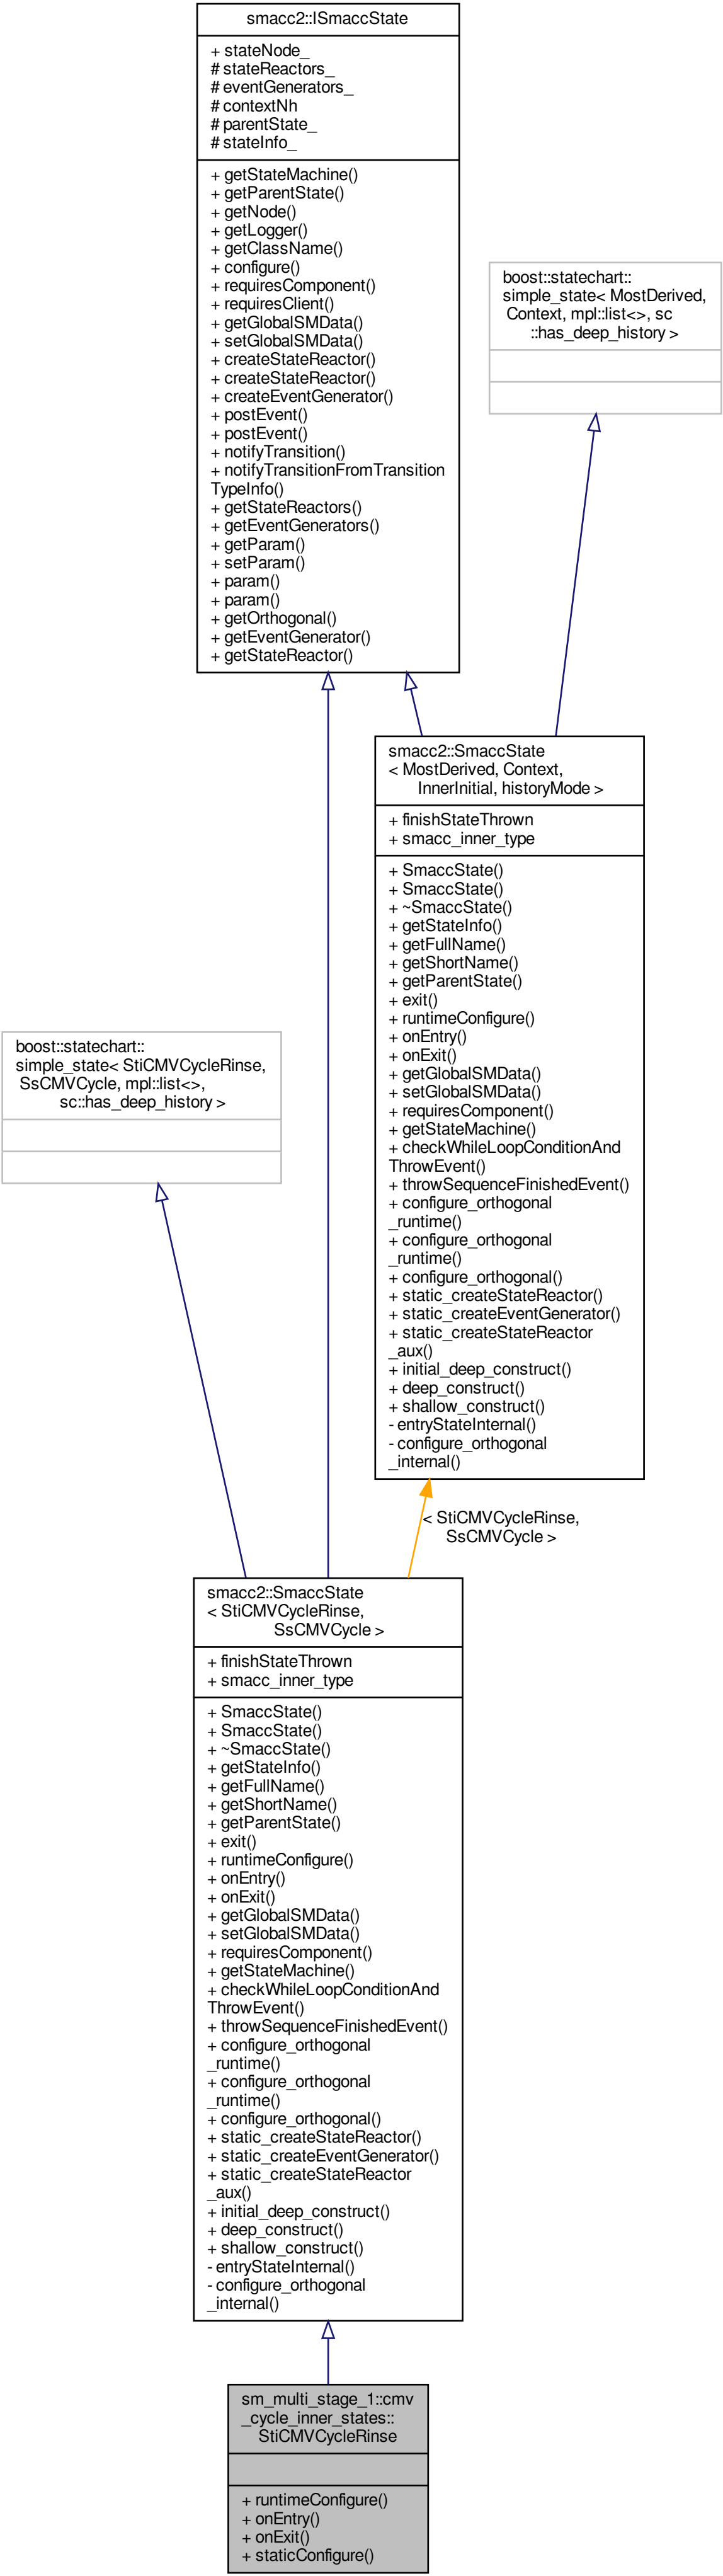 smacc2::ISmaccState
+ stateNode_
# stateReactors_
# eventGenerators_
# contextNh
# parentState_
# stateInfo_
+ getStateMachine()
+ getParentState()
+ getNode()
+ getLogger()
+ getClassName()
+ configure()
+ requiresComponent()
+ requiresClient()
+ getGlobalSMData()
+ setGlobalSMData()
+ createStateReactor()
+ createStateReactor()
+ createEventGenerator()
+ postEvent()
+ postEvent()
+ notifyTransition()
+ notifyTransitionFromTransition
TypeInfo()
+ getStateReactors()
+ getEventGenerators()
+ getParam()
+ setParam()
+ param()
+ param()
+ getOrthogonal()
+ getEventGenerator()
+ getStateReactor()
boost::statechart::
simple_state< MostDerived,
Context, mpl::list<>, sc
::has_deep_history >
smacc2::SmaccState
< MostDerived, Context,
InnerInitial, historyMode >
+ finishStateThrown
+ smacc_inner_type
+ SmaccState()
+ SmaccState()
+ ~SmaccState()
+ getStateInfo()
+ getFullName()
+ getShortName()
+ getParentState()
+ exit()
+ runtimeConfigure()
+ onEntry()
+ onExit()
+ getGlobalSMData()
+ setGlobalSMData()
+ requiresComponent()
+ getStateMachine()
+ checkWhileLoopConditionAnd
ThrowEvent()
+ throwSequenceFinishedEvent()
+ configure_orthogonal
_runtime()
+ configure_orthogonal
_runtime()
+ configure_orthogonal()
+ static_createStateReactor()
+ static_createEventGenerator()
+ static_createStateReactor
_aux()
+ initial_deep_construct()
+ deep_construct()
+ shallow_construct()
- entryStateInternal()
- configure_orthogonal
_internal()
boost::statechart::
simple_state< StiCMVCycleRinse,
SsCMVCycle, mpl::list<>,
sc::has_deep_history >
< StiCMVCycleRinse,
SsCMVCycle >
smacc2::SmaccState
< StiCMVCycleRinse,
SsCMVCycle >
+ finishStateThrown
+ smacc_inner_type
+ SmaccState()
+ SmaccState()
+ ~SmaccState()
+ getStateInfo()
+ getFullName()
+ getShortName()
+ getParentState()
+ exit()
+ runtimeConfigure()
+ onEntry()
+ onExit()
+ getGlobalSMData()
+ setGlobalSMData()
+ requiresComponent()
+ getStateMachine()
+ checkWhileLoopConditionAnd
ThrowEvent()
+ throwSequenceFinishedEvent()
+ configure_orthogonal
_runtime()
+ configure_orthogonal
_runtime()
+ configure_orthogonal()
+ static_createStateReactor()
+ static_createEventGenerator()
+ static_createStateReactor
_aux()
+ initial_deep_construct()
+ deep_construct()
+ shallow_construct()
- entryStateInternal()
- configure_orthogonal
_internal()
sm_multi_stage_1::cmv
_cycle_inner_states::
StiCMVCycleRinse
+ runtimeConfigure()
+ onEntry()
+ onExit()
+ staticConfigure()